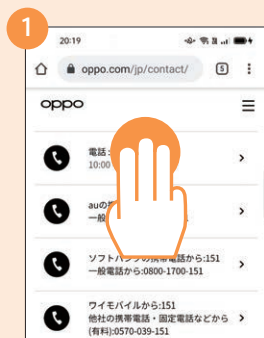 1
20:19
oppo.com/jp/contact/
5
oppo
電話:
10:00
auの
一般
ソフトバンクの携帯電話から:151
一般電話から:0800-1700-151
ワイモバイルから:151
他社の携帯電話・固定電話などから
(有料):0570-039-151